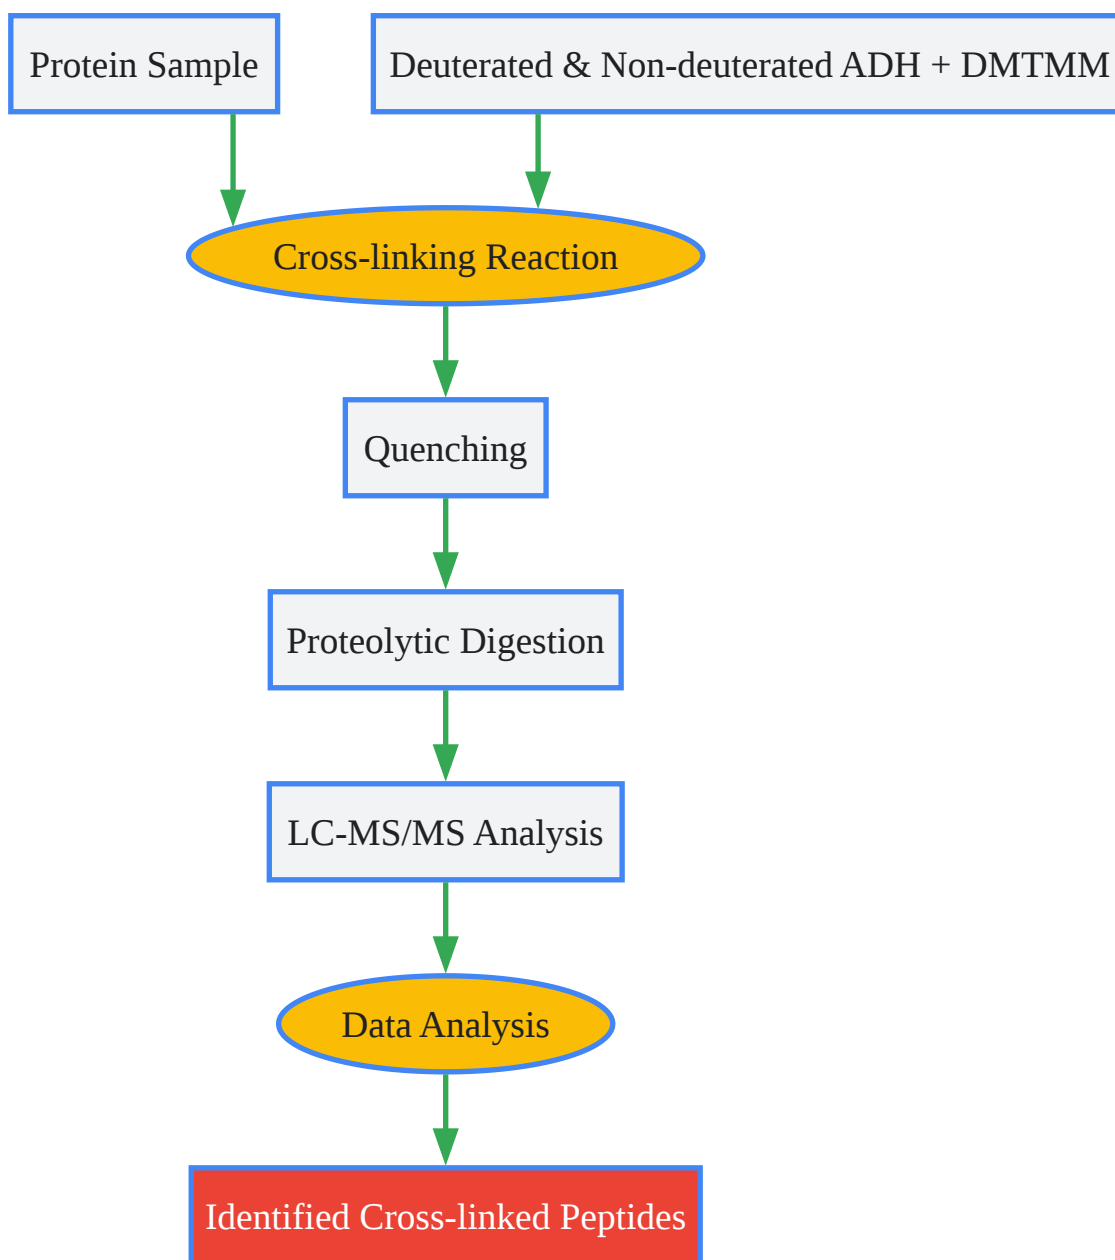 Protein Sample
Deuterated & Non-deuterated ADH + DMTMM
Cross-linking Reaction
Quenching
Proteolytic Digestion
LC-MS/MS Analysis
Data Analysis
Identified Cross-linked Peptides